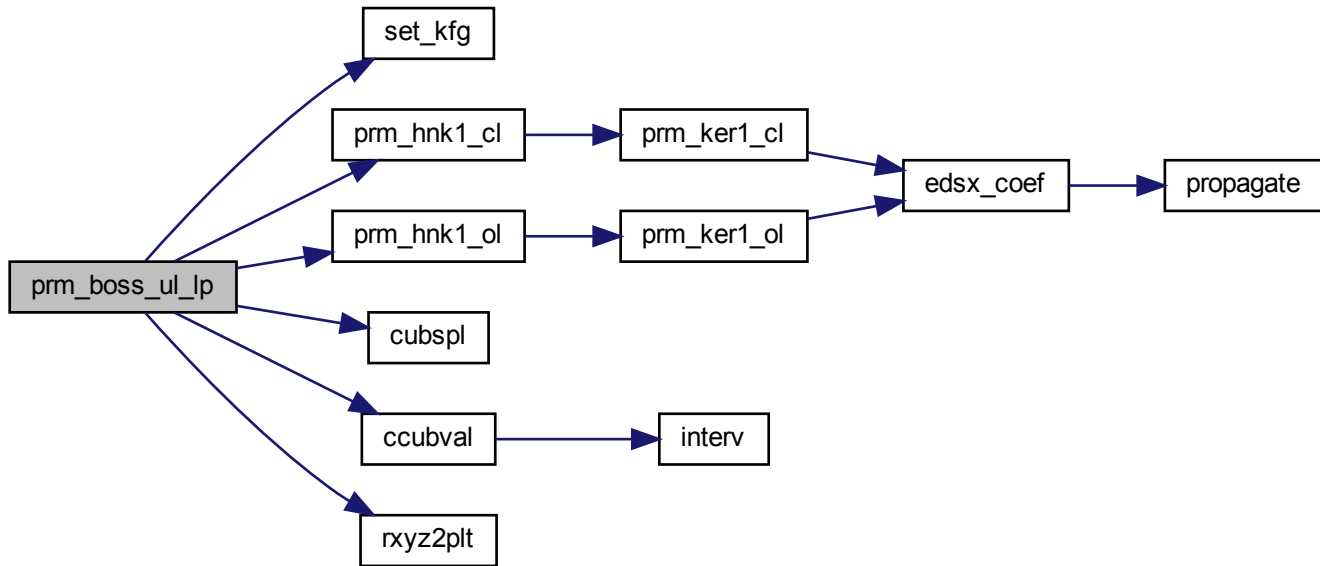 set_kfg
prm_hnk1_cl
prm_ker1_cl
edsx_coef
propagate
prm_hnk1_ol
prm_ker1_ol
prm_boss_ul_lp
cubspl
ccubval
interv
rxyz2plt